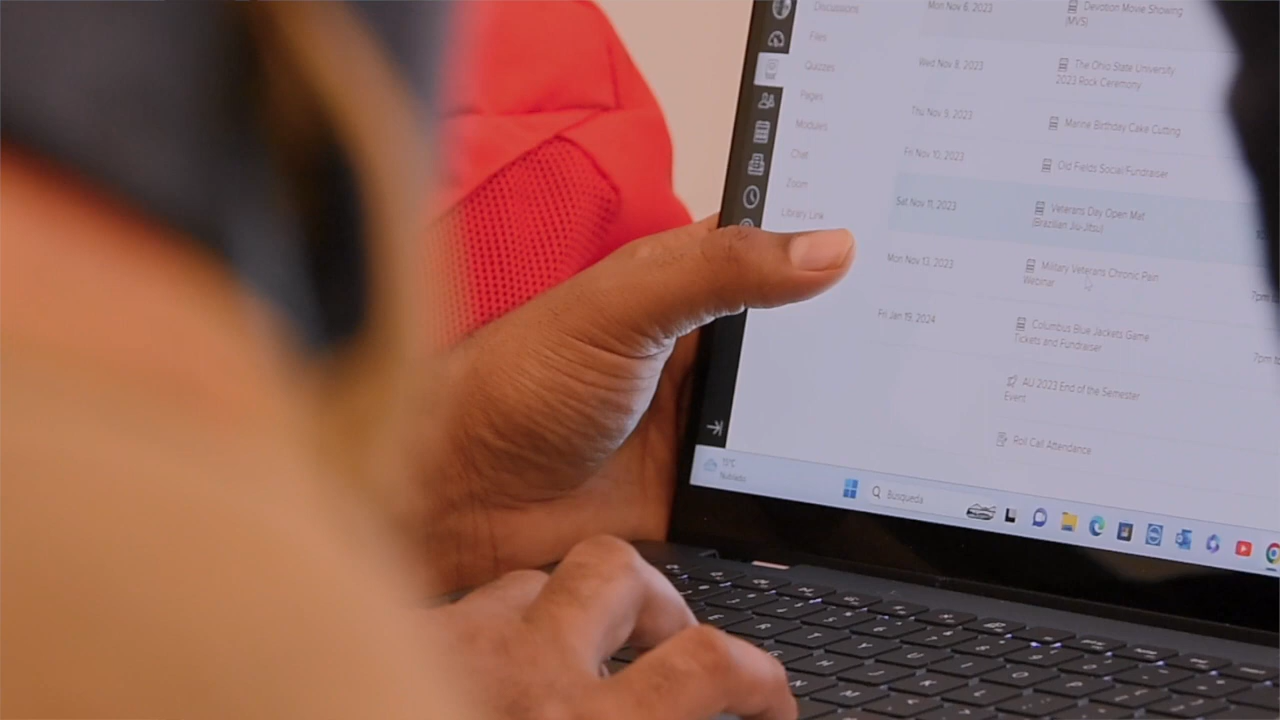 Discussions
Files
Quizzes
Pages
Modules
Chat
Zoom
Library Link
Mon Nov 6, 2023
Devotion Movie Showing
(MVS)
Wed Nov 8, 2023
The Ohio State University
2023 Rock Ceremony
Thu Nov 9, 2023
Marine Birthday Cake Cutting
Fri Nov 10, 2023
Old Fields Social/Fundraiser
Sat Nov 11, 2023
Veterans Day Open Mat
(Brazilian Jiu-Jitsu)
Mon Nov 13, 2023
Military Veterans Chronic Pain
Webinar
7pm to
Fri Jan 19, 2024
Columbus Blue Jackets Game
Tickets and Fundraiser
7pm to
AU 2023 End of the Semester
Event
Roll Call Attendance
Nublado
Búsqueda